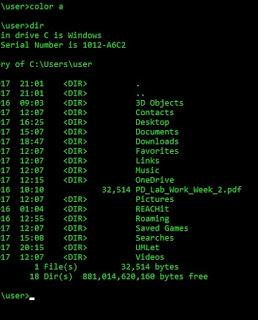 \user>color a
\user>dir
in drive C is Windows
Serial Number is 1012-A6C2
ry of C:\Users\user
17 21:01 <DIR> .
17 21:01 <DIR> ..
16 09:03 <DIR> 3D Objects
17 12:07 <DIR> Contacts
17 16:25 <DIR> Desktop
17 15:07 <DIR> Documents
17 18:47 <DIR> Downloads
17 12:07 <DIR> Favorites
17 12:07 <DIR> Links
17 12:07 <DIR> Music
17 12:15 <DIR> OneDrive
16 10:10 32,514 PD_Lab_Work_Week_2.pdf
17 12:07 <DIR> Pictures
16 01:04 <DIR> REACHit
16 12:55 <DIR> Roaming
17 12:07 <DIR> Saved Games
17 15:08 <DIR> Searches
17 20:15 <DIR> UMLet
17 12:07 <DIR> Videos
1 File(s) 32,514 bytes
18 Dir(s) 881,014,620,160 bytes free
\user>